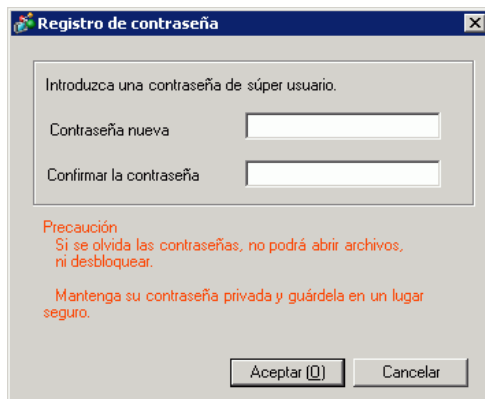 Registro de contraseña
Introduzca una contraseña de súper usuario.
Contraseña nueva
Confirmar la contraseña
Precaución
Si se olvida las contraseñas, no podrá abrir archivos,
ni desbloquear.
Mantenga su contraseña privada y guárdela en un lugar
seguro.
Aceptar (O)
Cancelar